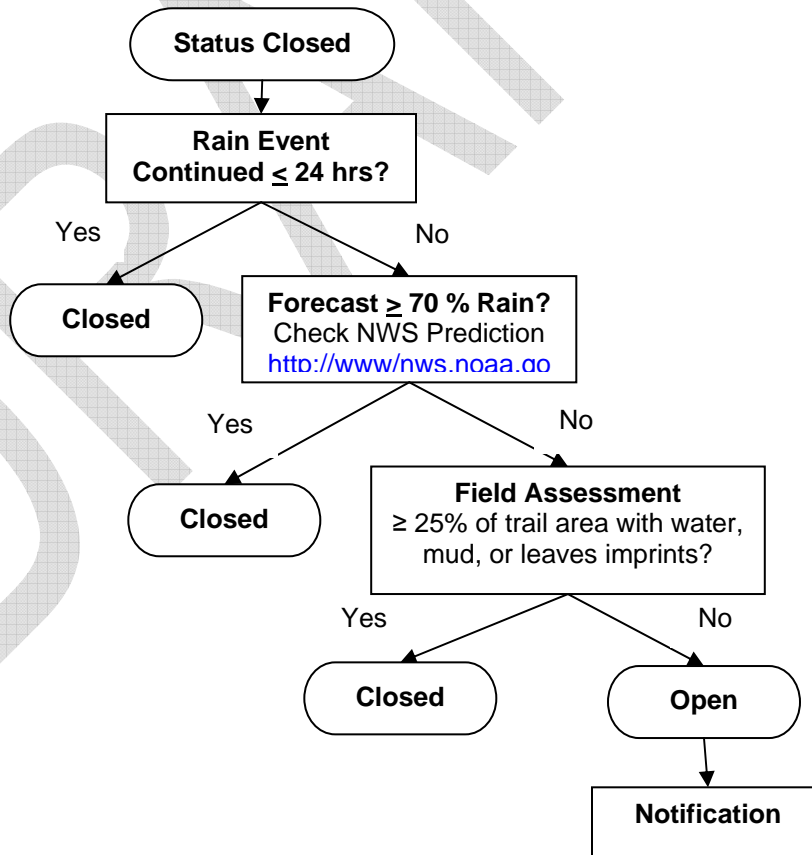 Status Closed
Rain Event
Continued < 24 hrs?
Yes
No
Closed
Forecast > 70 % Rain?
Check NWS Prediction
http://www/nws.noaa.go
Yes
No
Closed
Field Assessment
≥ 25% of trail area with water,
mud, or leaves imprints?
Yes
No
Closed
Open
Notification